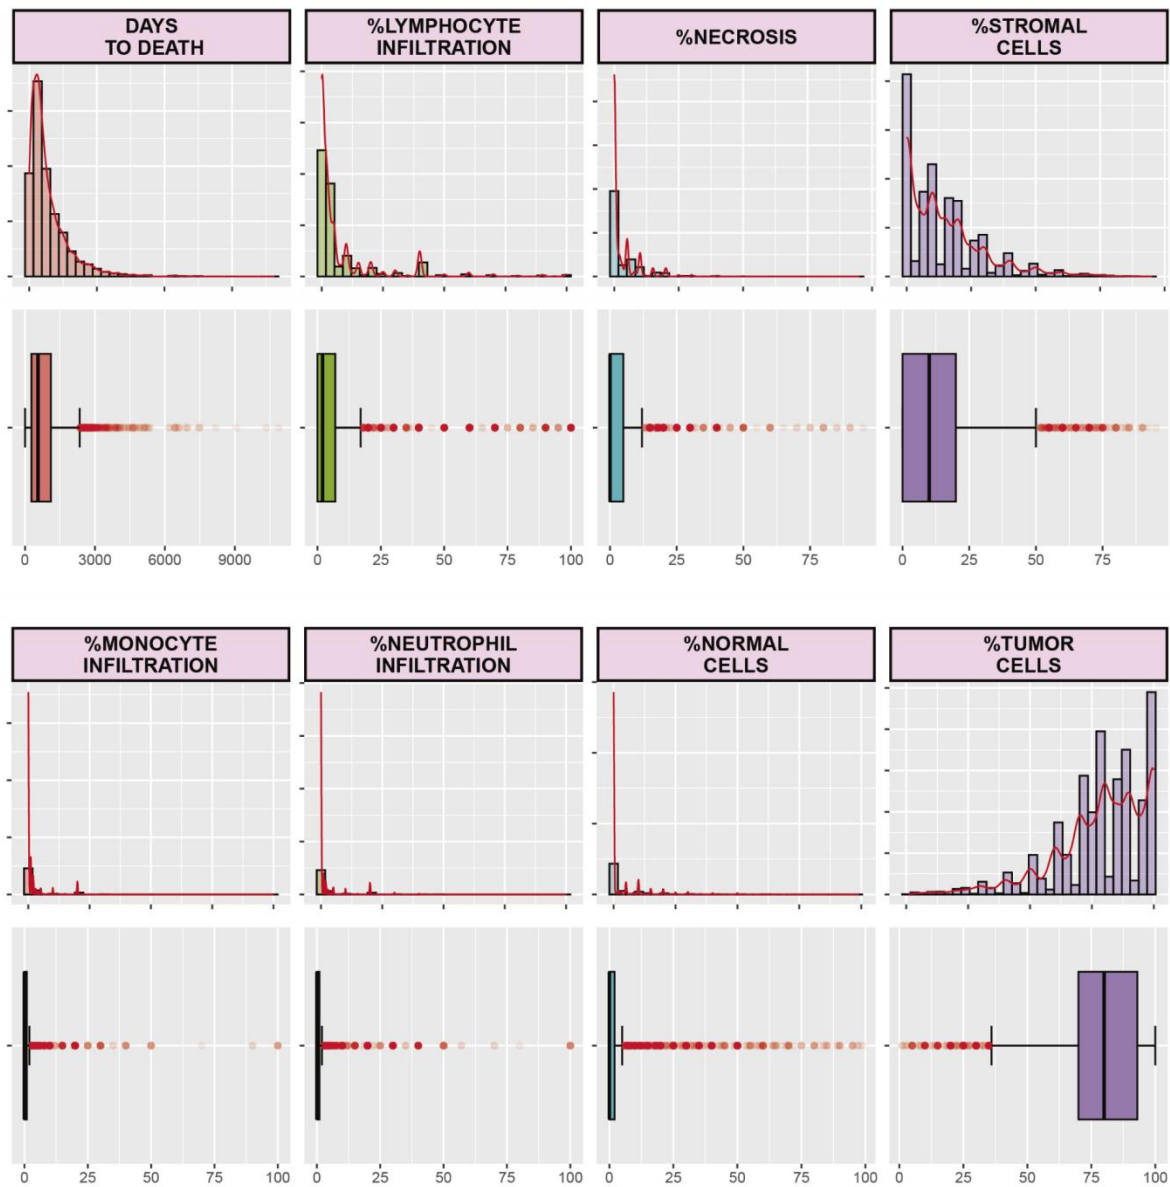 DAYS
TO DEATH
%LYMPHOCYTE
INFILTRATION
%NECROSIS
%STROMAL
CELLS
0 3000 6000 9000
0 25 50 75 100
0 25 50 75
0 25 50 75
%MONOCYTE
INFILTRATION
%NEUTROPHIL
INFILTRATION
%NORMAL
CELLS
%TUMOR
CELLS
0 25 50 75 100
0 25 50 75 100
0 25 50 75 100
0 25 50 75 100